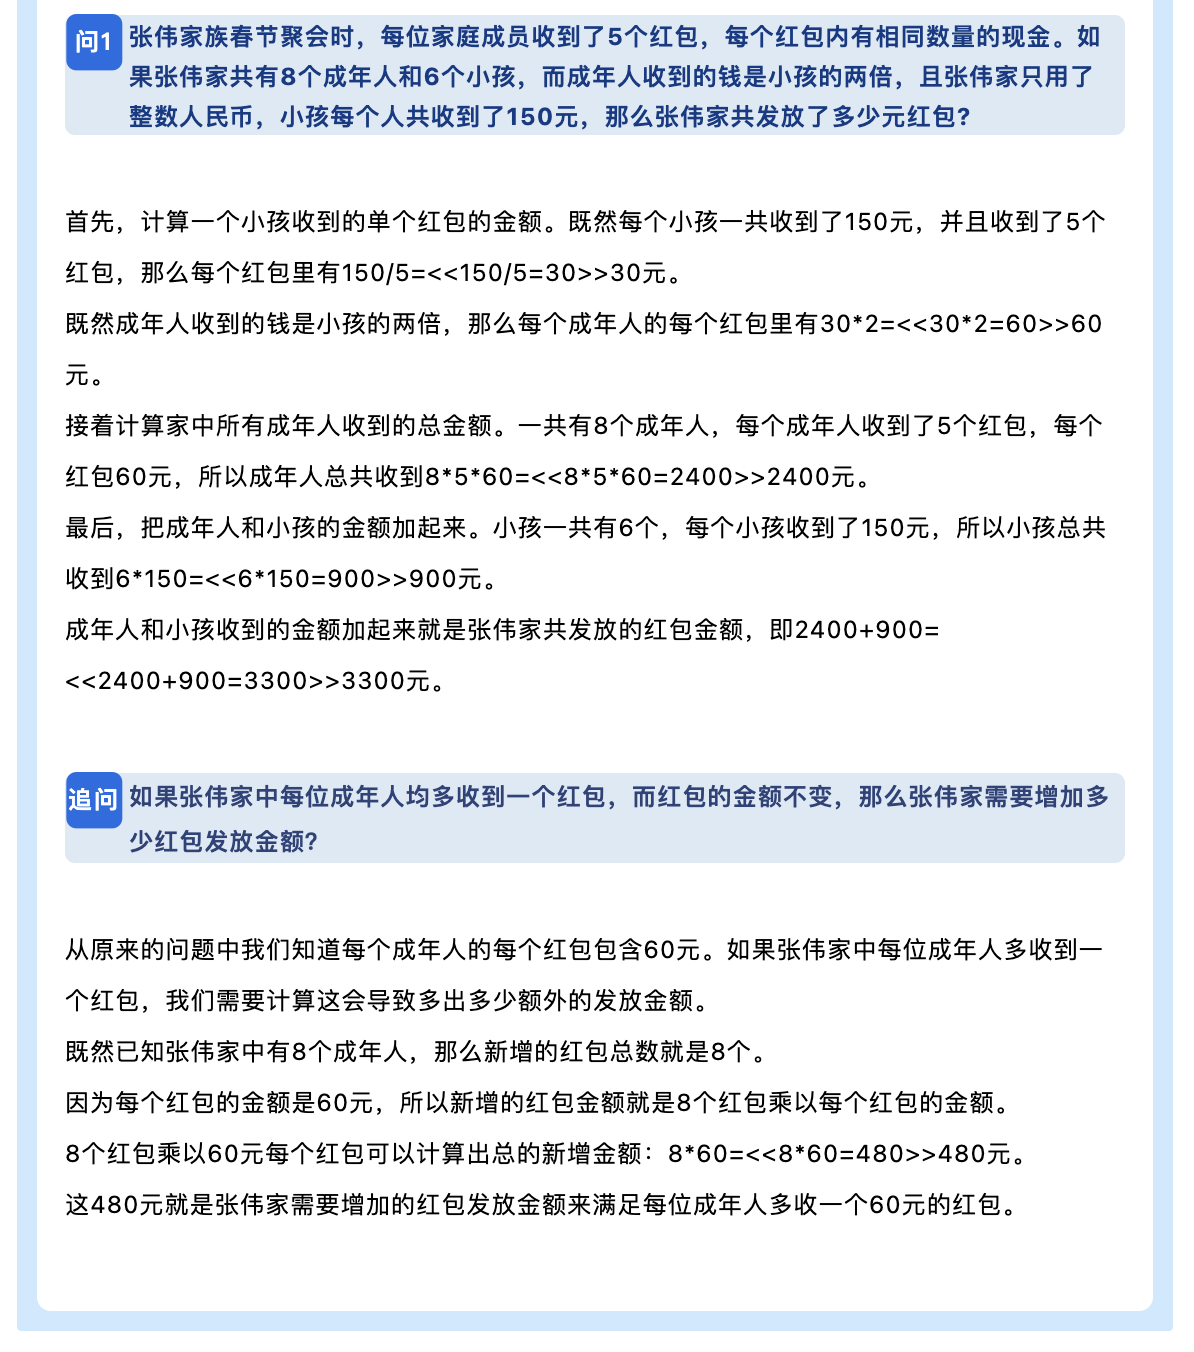 问1
张伟家族春节聚会时，每位家庭成员收到了5个红包，每个红包内有相同数量的现金。如
果张伟家共有8个成年人和6个小孩，而成年人收到的钱是小孩的两倍，且张伟家只用了
整数人民币，小孩每个人共收到了150元，那么张伟家共发放了多少元红包?
首先，计算一个小孩收到的单个红包的金额。既然每个小孩一共收到了150元，并且收到了5个
红包，那么每个红包里有150/5=<<150/5=30>>30元。
既然成年人收到的钱是小孩的两倍，那么每个成年人的每个红包里有30*2=<<30*2=60>>60
元。
接着计算家中所有成年人收到的总金额。一共有8个成年人，每个成年人收到了5个红包，每个
红包60元，所以成年人总共收到8*5*60=<<8*5*60=2400>>2400元。
最后，把成年人和小孩的金额加起来。小孩一共有6个，每个小孩收到了150元，所以小孩总共
收到6*150=<<6*150=900>>900元。
成年人和小孩收到的金额加起来就是张伟家共发放的红包金额，即2400+900=
<<2400+900=3300>>3300元。
追问
如果张伟家中每位成年人均多收到一个红包，而红包的金额不变，那么张伟家需要增加多
少红包发放金额?
从原来的问题中我们知道每个成年人的每个红包包含60元。如果张伟家中每位成年人多收到一
个红包，我们需要计算这会导致多出多少额外的发放金额。
既然已知张伟家中有8个成年人，那么新增的红包总数就是8个。
因为每个红包的金额是60元，所以新增的红包金额就是8个红包乘以每个红包的金额。
8个红包乘以60元每个红包可以计算出总的新增金额：8*60=<<8*60=480>>480元。
这480元就是张伟家需要增加的红包发放金额来满足每位成年人多收一个60元的红包。